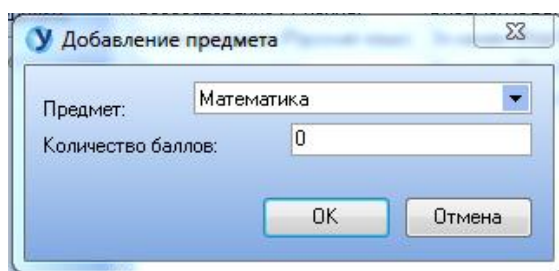 Добавление предмета
Предмет: Математика
Количество баллов: 0
OK Отмена